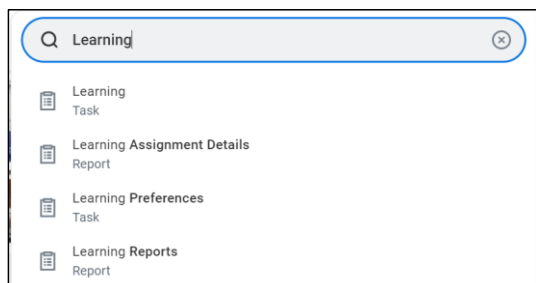 Learning
Learning
Task
Learning Assignment Details
Report
Learning Preferences
Task
Learning Reports
Report